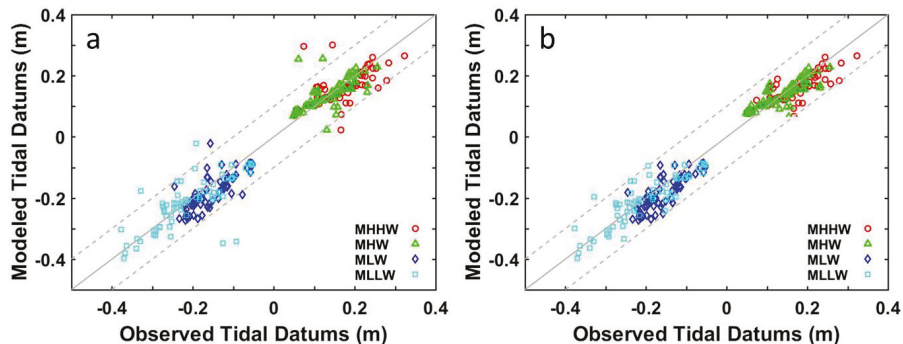 a
Modeled Tidal Datums (m)
0.4
0.2
0
-0.2
-0.4
-0.4
-0.2
0
0.2
0.4
MHHW
MHW
MLW
MLLW
Observed Tidal Datums (m)
b
Modeled Tidal Datums (m)
0.4
0.2
0
-0.2
-0.4
-0.4
-0.2
0
0.2
0.4
MHHW
MHW
MLW
MLLW
Observed Tidal Datums (m)